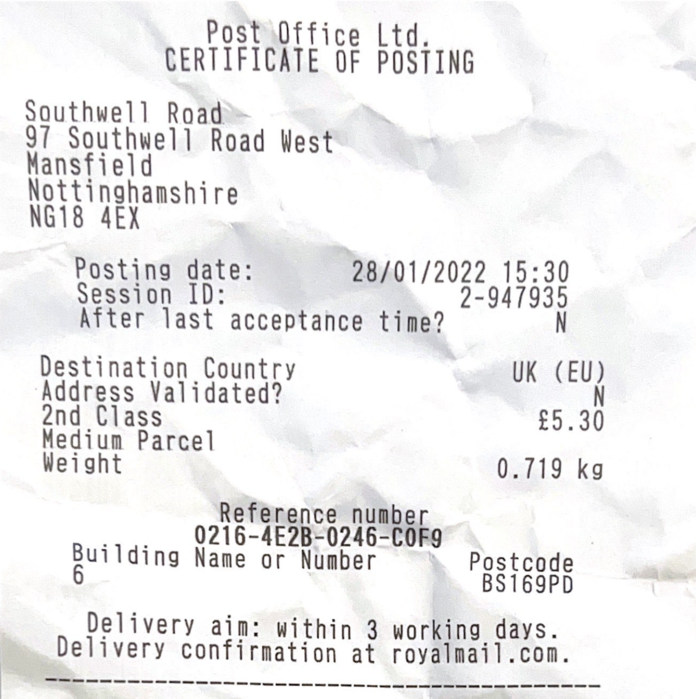 Post Office Ltd.
CERTIFICATE OF POSTING
Southwell Road
97 Southwell Road West
Mansfield
Nottinghamshire
NG18 4EX
Posting date: 28/01/2022 15:30
Session ID: 2-947935
After last acceptance time? N
Destination Country UK (EU)
Address Validated? N
2nd Class £5.30
Medium Parcel
Weight 0.719 kg
Reference number
0216-4E2B-0246-C0F9
Building Name or Number Postcode
6 BS169PD
Delivery aim: within 3 working days.
Delivery confirmation at royalmail.com.